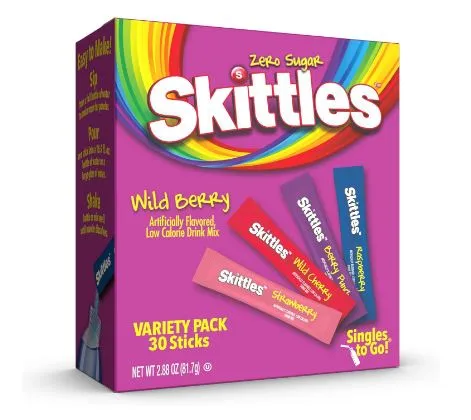 Easy to Make!
Sip
Pour
Shake
Zero Sugar
S
Skittles
Wild Berry
Artificially Flavored
Low Calorie Drink Mix
Skittles
Raspberry
Skittles
Berry Punch
Skittles
Wild Cherry
Skittles
Strawberry
VARIETY PACK
30 Sticks
Singles
to Go!
NET WT 2.88 OZ (81.7g) U
Skittles